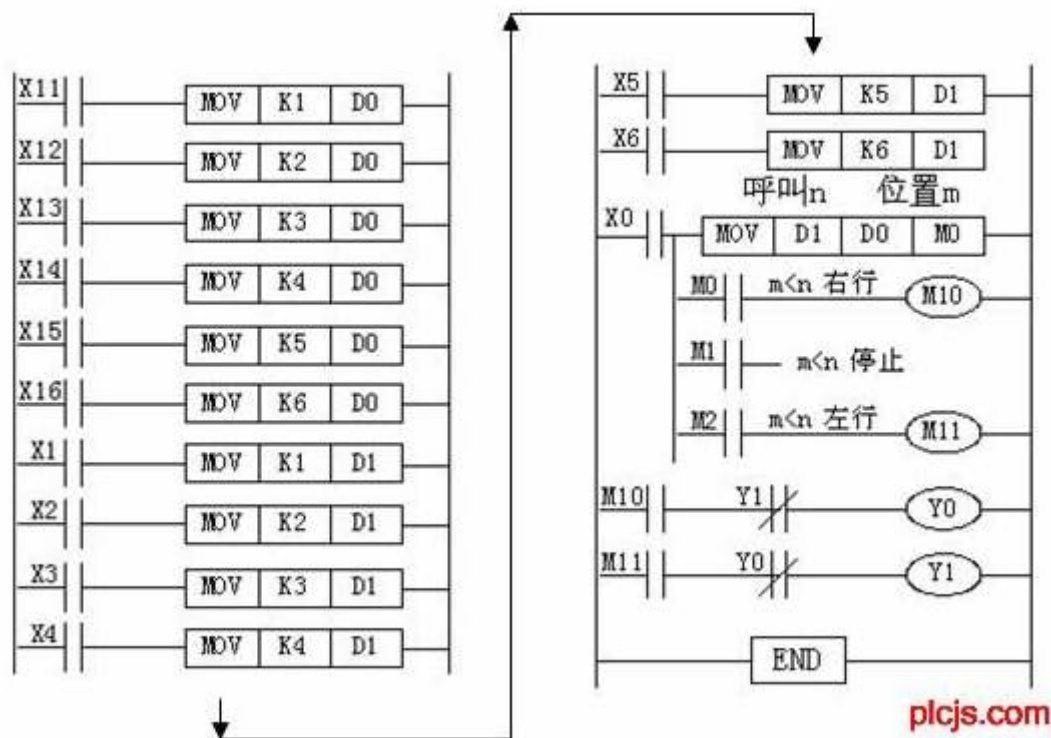 X11 MOV K1 D0
X12 MOV K2 D0
X13 MOV K3 D0
X14 MOV K4 D0
X15 MOV K5 D0
X16 MOV K6 D0
X1 MOV K1 D1
X2 MOV K2 D1
X3 MOV K3 D1
X4 MOV K4 D1
X5 MOV K5 D1
X6 MOV K6 D1
呼叫n 位置m
X0 MOV D1 D0 M0
M0 m<n 右行 M10
M1 m<n 停止
M2 m<n 左行 M11
M10 Y1 Y0
M11 Y0 Y1
END
plcjs.com